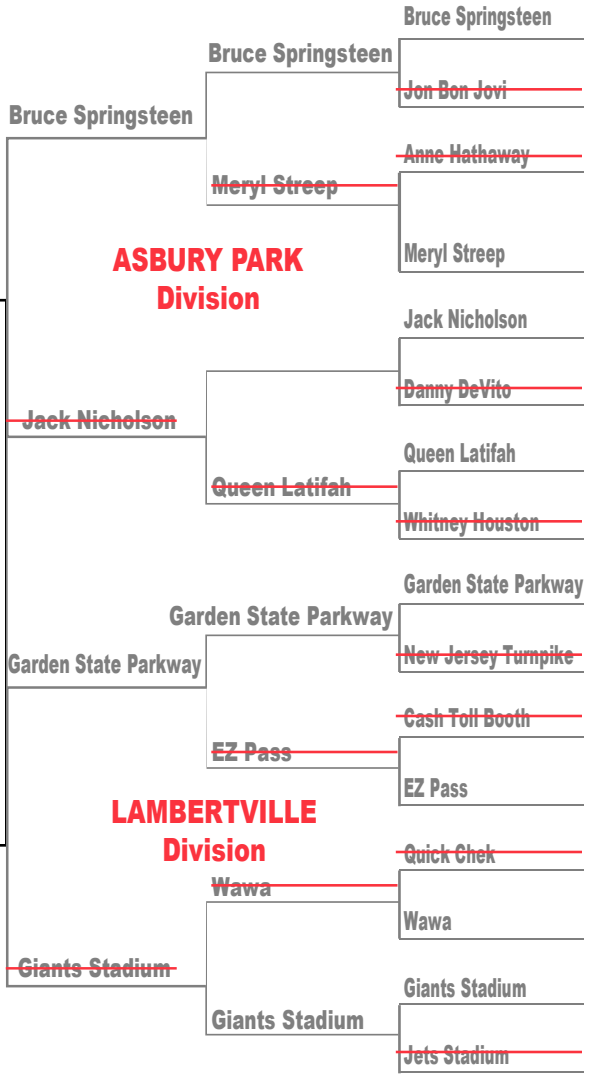 Bruce Springsteen
Bruce Springsteen
Jon Bon Jovi
Bruce Springsteen
Anne Hathaway
Meryl Streep
Meryl Streep
ASBURY PARK
Division
Jack Nicholson
Danny DeVito
Jack Nicholson
Queen Latifah
Queen Latifah
Whitney Houston
Garden State Parkway
Garden State Parkway
New Jersey Turnpike
Garden State Parkway
Cash Toll Booth
EZ Pass
EZ Pass
LAMBERTVILLE
Division
Quick Chek
Wawa
Wawa
Giants Stadium
Giants Stadium
Giants Stadium
Jets Stadium